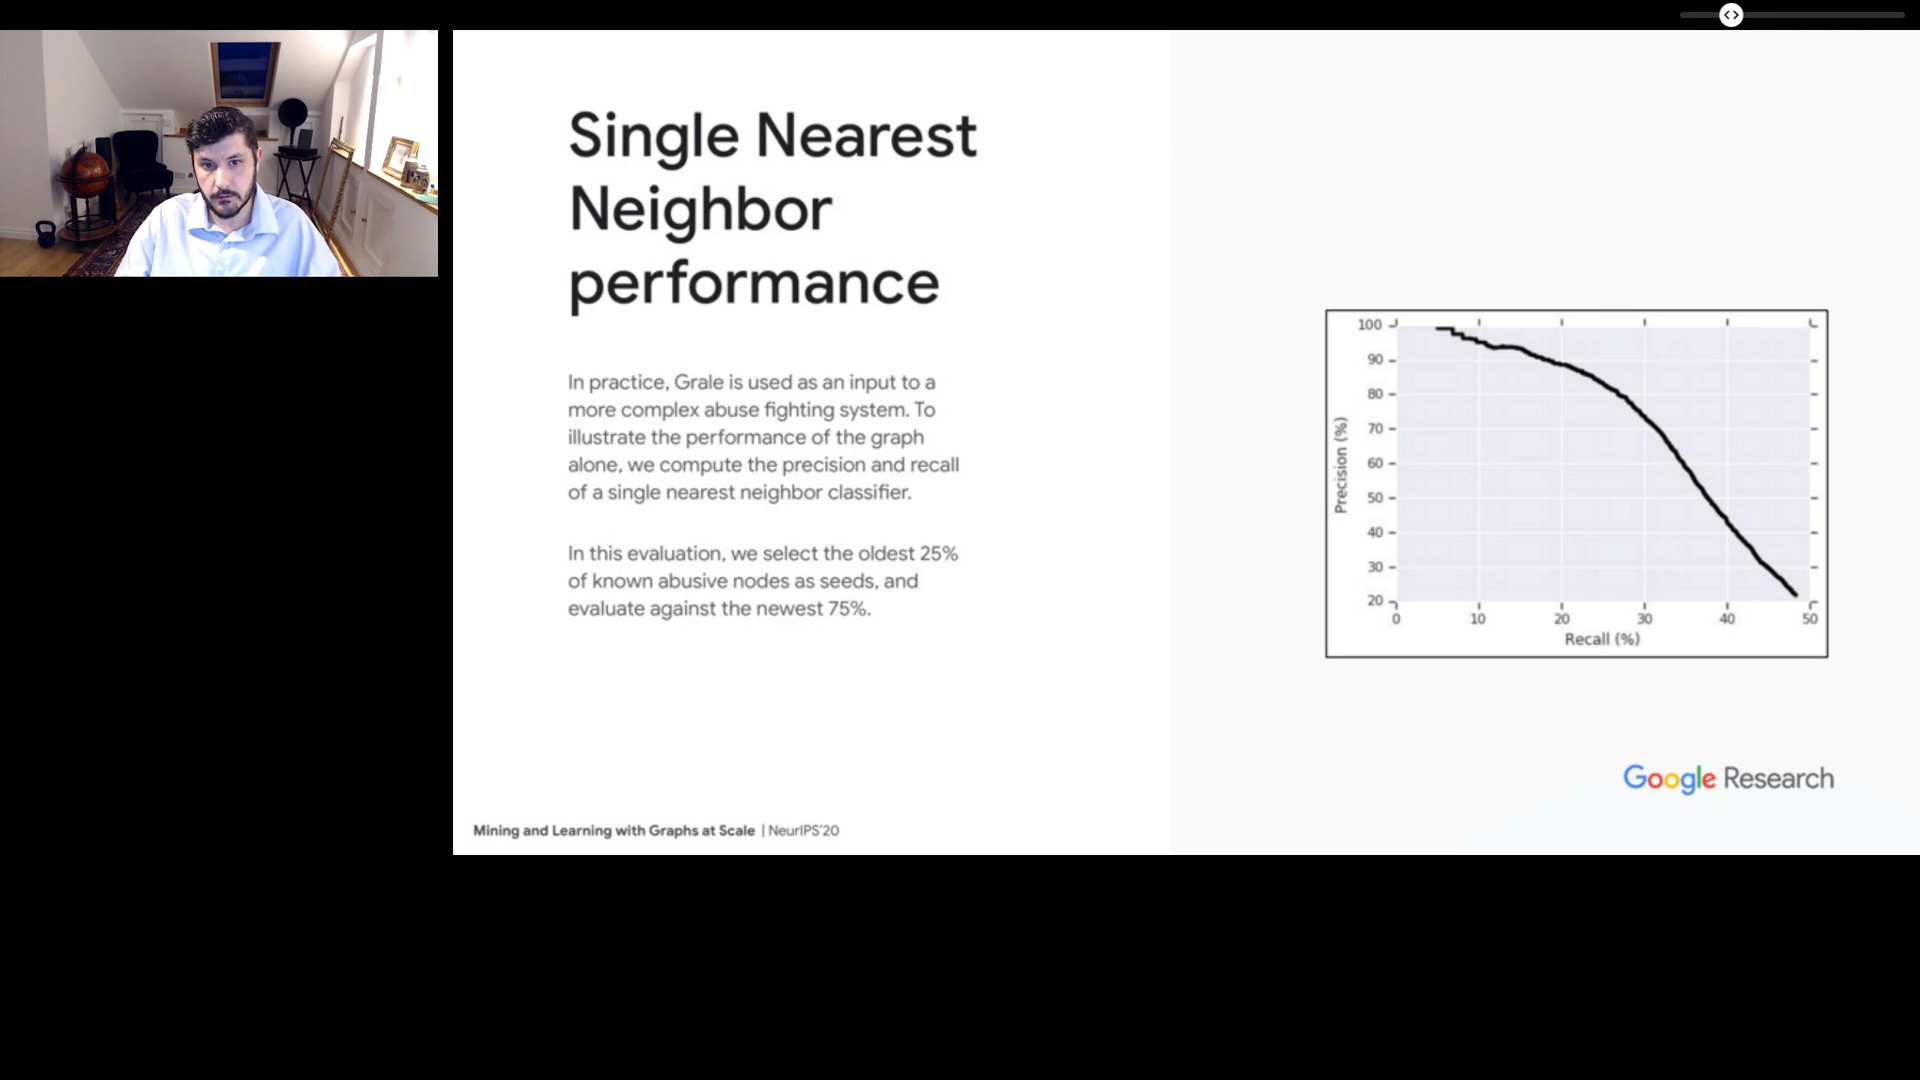 Single Nearest
Neighbor
performance
In practice, Grale is used as an input to a
more complex abuse fighting system. To
illustrate the performance of the graph
alone, we compute the precision and recall
of a single nearest neighbor classifier.
In this evaluation, we select the oldest 25%
of known abusive nodes as seeds, and
evaluate against the newest 75%.
100
90
80
70
60
50
40
30
20
Precision (%)
0 10 20 30 40 50
Recall (%)
Google Research
Mining and Learning with Graphs at Scale | NeurIPS'20